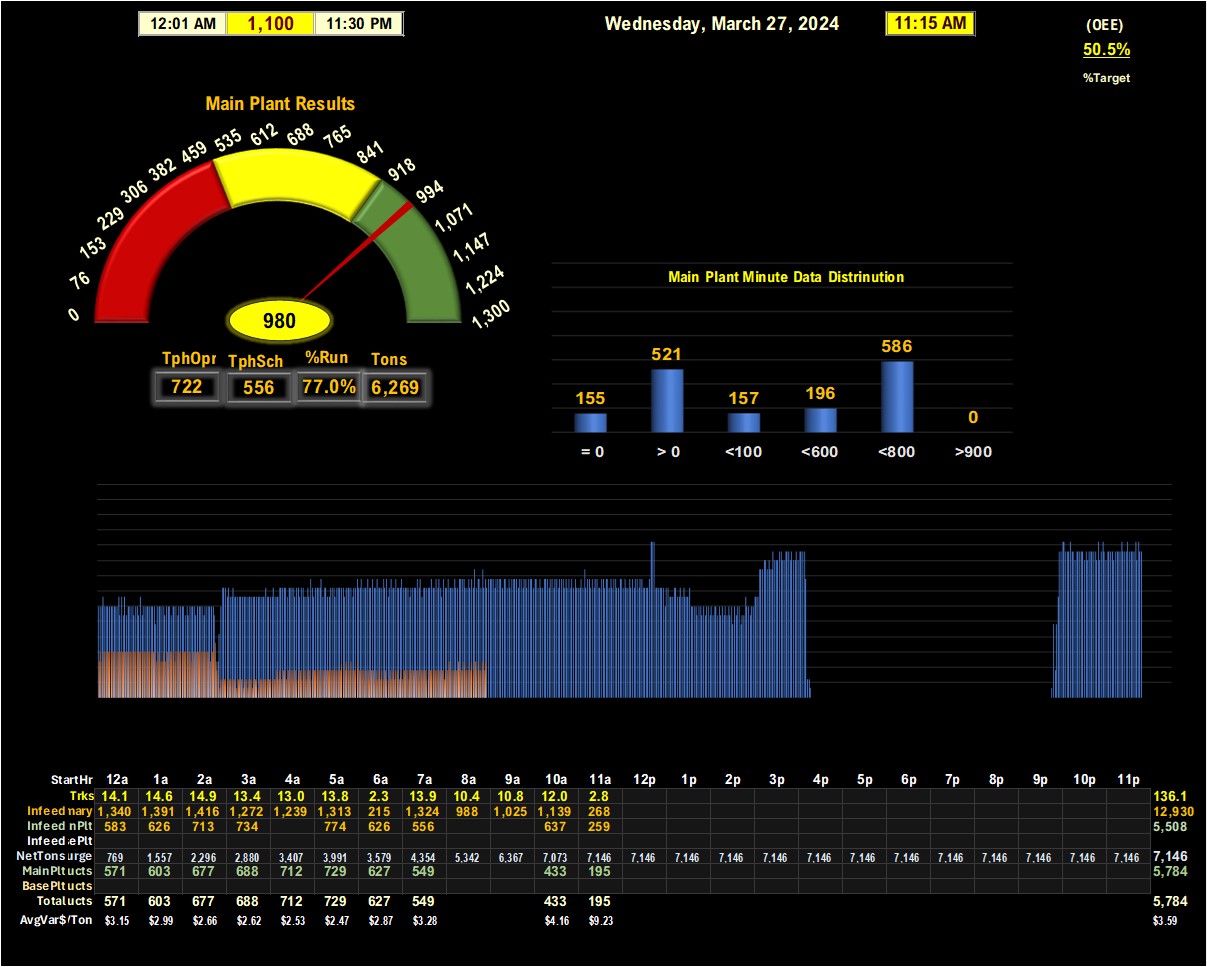 12:01 AM 1,100 11:30 PM
Wednesday, March 27, 2024
11:15 AM
(OEE)
50.5%
%Target
Main Plant Results
0 76 153 229 306 382 459 535 612 688 765 841 918 994 1,071 1,147 1,224 1,300
980
TphOpr TphSch %Run Tons
722 556 77.0% 6,269
Main Plant Minute Data Distrinution
155 521 157 196 586 0
= 0 > 0 <100 <600 <800 >900
StartHr 12a 1a 2a 3a 4a 5a 6a 7a 8a 9a 10a 11a 12p 1p 2p 3p 4p 5p 6p 7p 8p 9p 10p 11p
Trks 14.1 14.6 14.9 13.4 13.0 13.8 2.3 13.9 10.4 10.8 12.0 2.8 136.1
Infeed nary 1,340 1,391 1,416 1,272 1,239 1,313 215 1,324 988 1,025 1,139 268 12,930
Infeed nPlt 583 626 713 734 774 626 556 637 259 5,508
Infeed ePlt
NetTons urge 769 1,557 2,296 2,880 3,407 3,991 3,579 4,354 5,342 6,367 7,073 7,146 7,146 7,146 7,146 7,146 7,146 7,146 7,146 7,146 7,146 7,146 7,146 7,146 7,146
MainPlt ucts 571 603 677 688 712 729 627 549 433 195 5,784
BasePlt ucts
Total ucts 571 603 677 688 712 729 627 549 433 195 5,784
AvgVar$/Ton $3.15 $2.99 $2.66 $2.62 $2.53 $2.47 $2.87 $3.28 $4.16 $9.23 $3.59